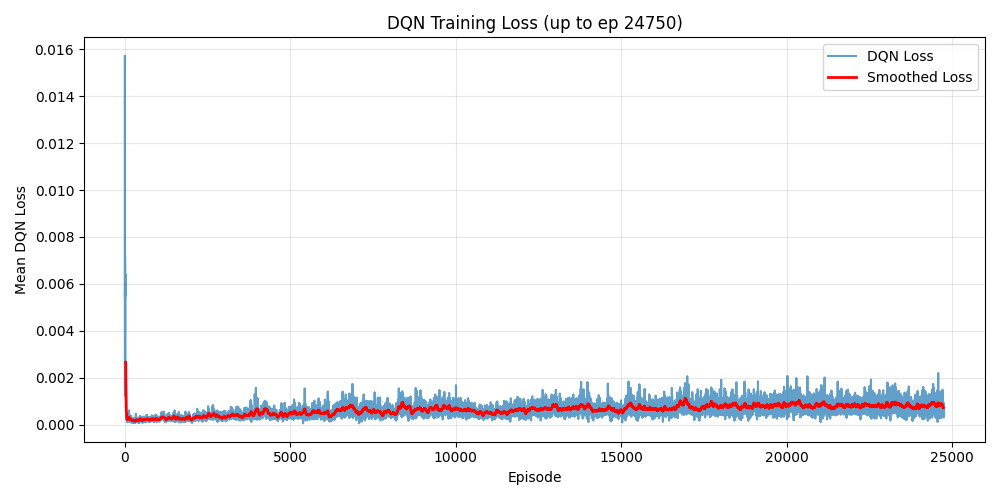 DQN Training Loss (up to ep 24750)
DQN Loss
Smoothed Loss
Mean DQN Loss
0.016
0.014
0.012
0.010
0.008
0.006
0.004
0.002
0.000
0 5000 10000 15000 20000 25000
Episode